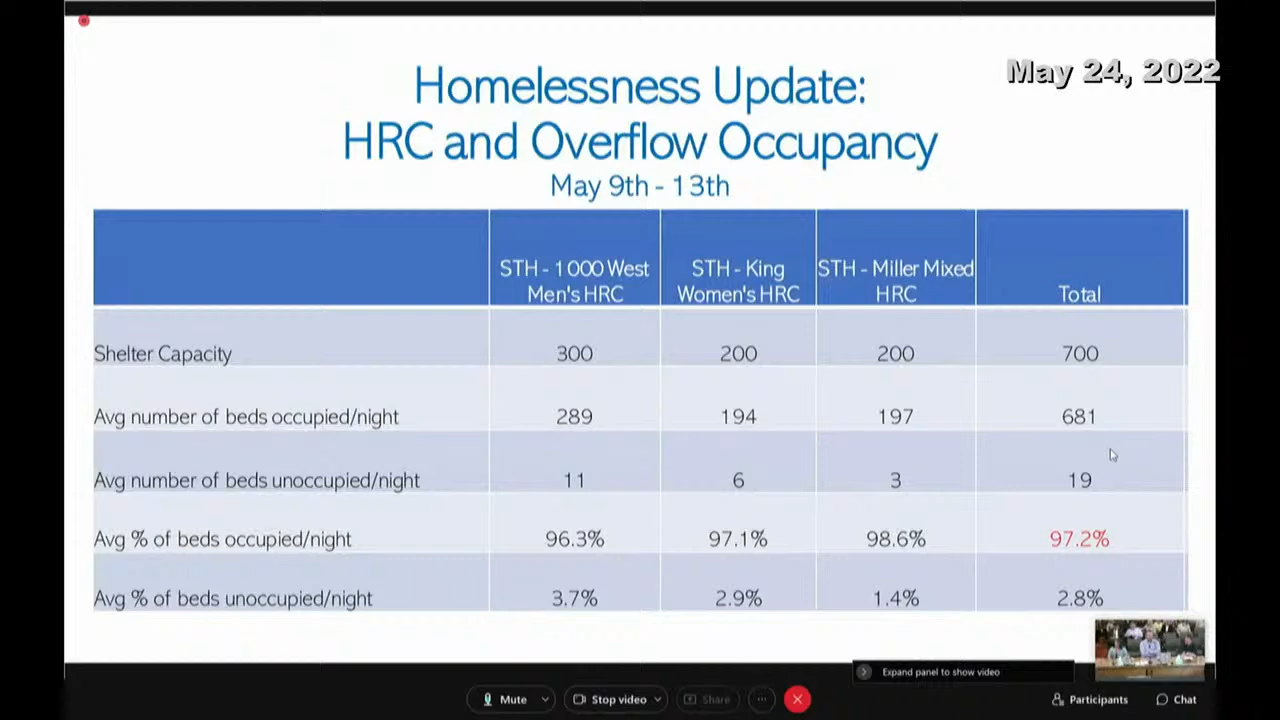 May 24, 2022
Homelessness Update:
HRC and Overflow Occupancy
May 9th - 13th
STH - 1000 West Men's HRC
STH - King Women's HRC
STH - Miller Mixed HRC
Total
Shelter Capacity 300 200 200 700
Avg number of beds occupied/night 289 194 197 681
Avg number of beds unoccupied/night 11 6 3 19
Avg % of beds occupied/night 96.3% 97.1% 98.6% 97.2%
Avg % of beds unoccupied/night 3.7% 2.9% 1.4% 2.8%
Expand panel to show video
Mute Stop video Share Participants Chat